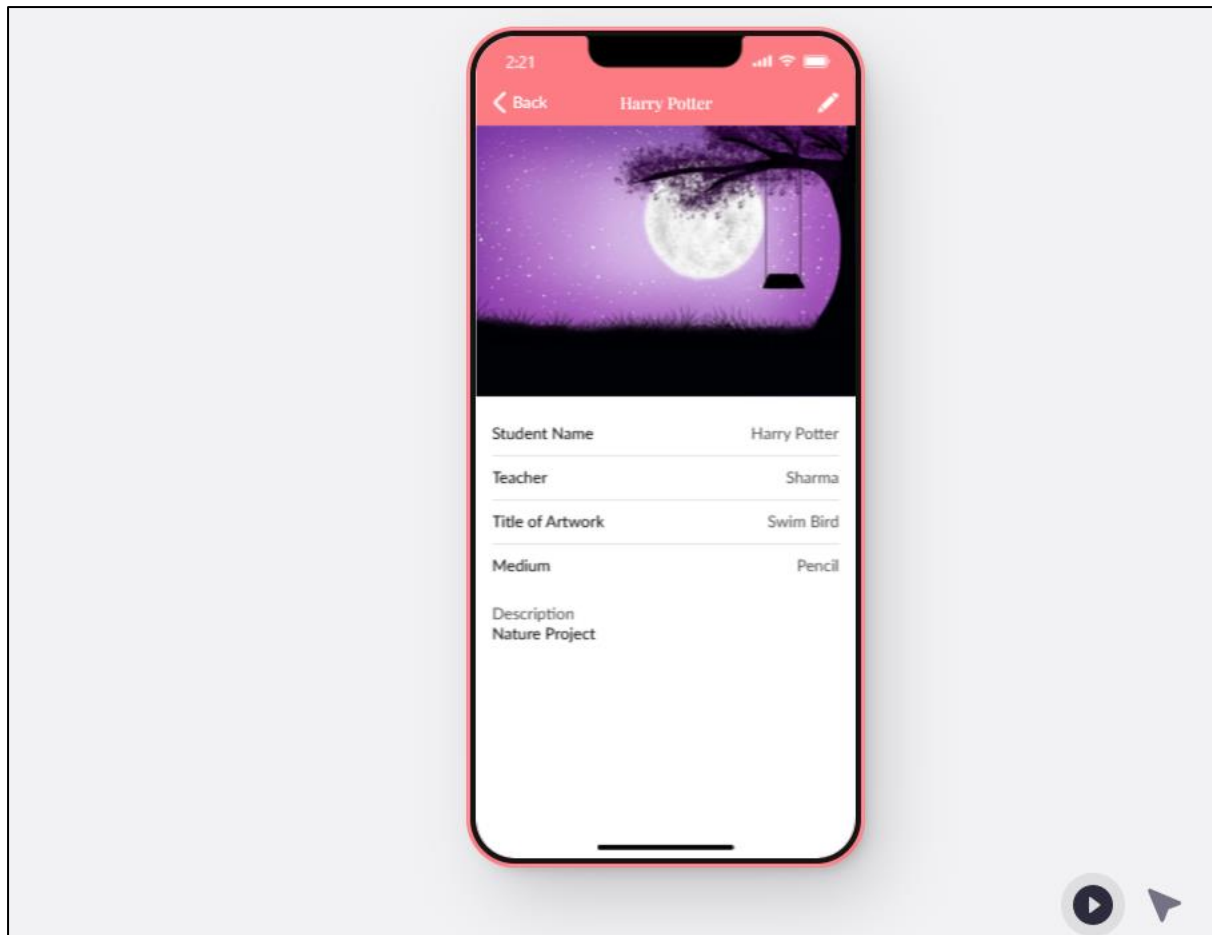 2:21
Back Harry Potter
Student Name Harry Potter
Teacher Sharma
Title of Artwork Swim Bird
Medium Pencil
Description
Nature Project